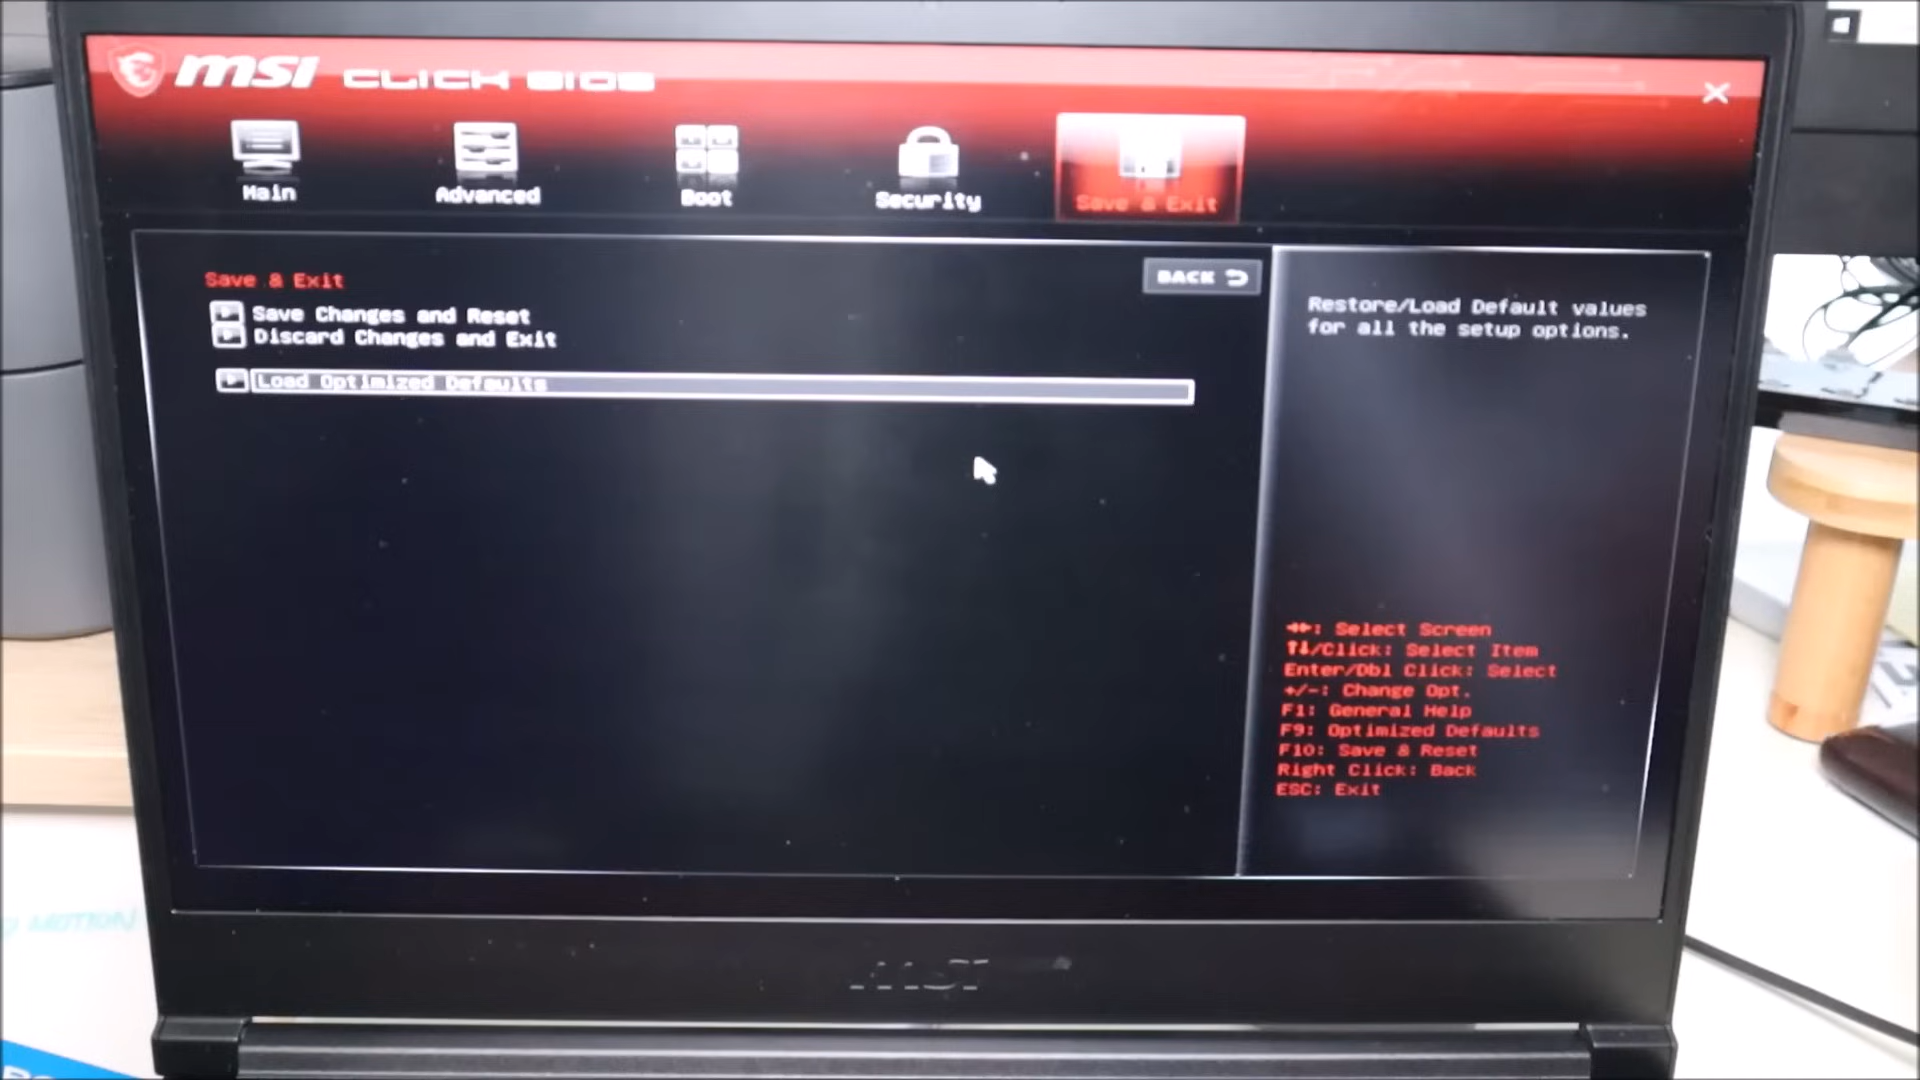 msi CLICK BIOS
Main
Advanced
Boot
Security
Save & Exit
Save & Exit
BACK
Save Changes and Reset
Discard Changes and Exit
Load Optimized Defaults
Restore/Load Default values
for all the setup options.
: Select Screen
↑↓/Click: Select Item
Enter/Dbl Click: Select
+/-: Change Opt.
F1: General Help
F9: Optimized Defaults
F10: Save & Reset
Right Click: Back
ESC: Exit
MOTION
msi